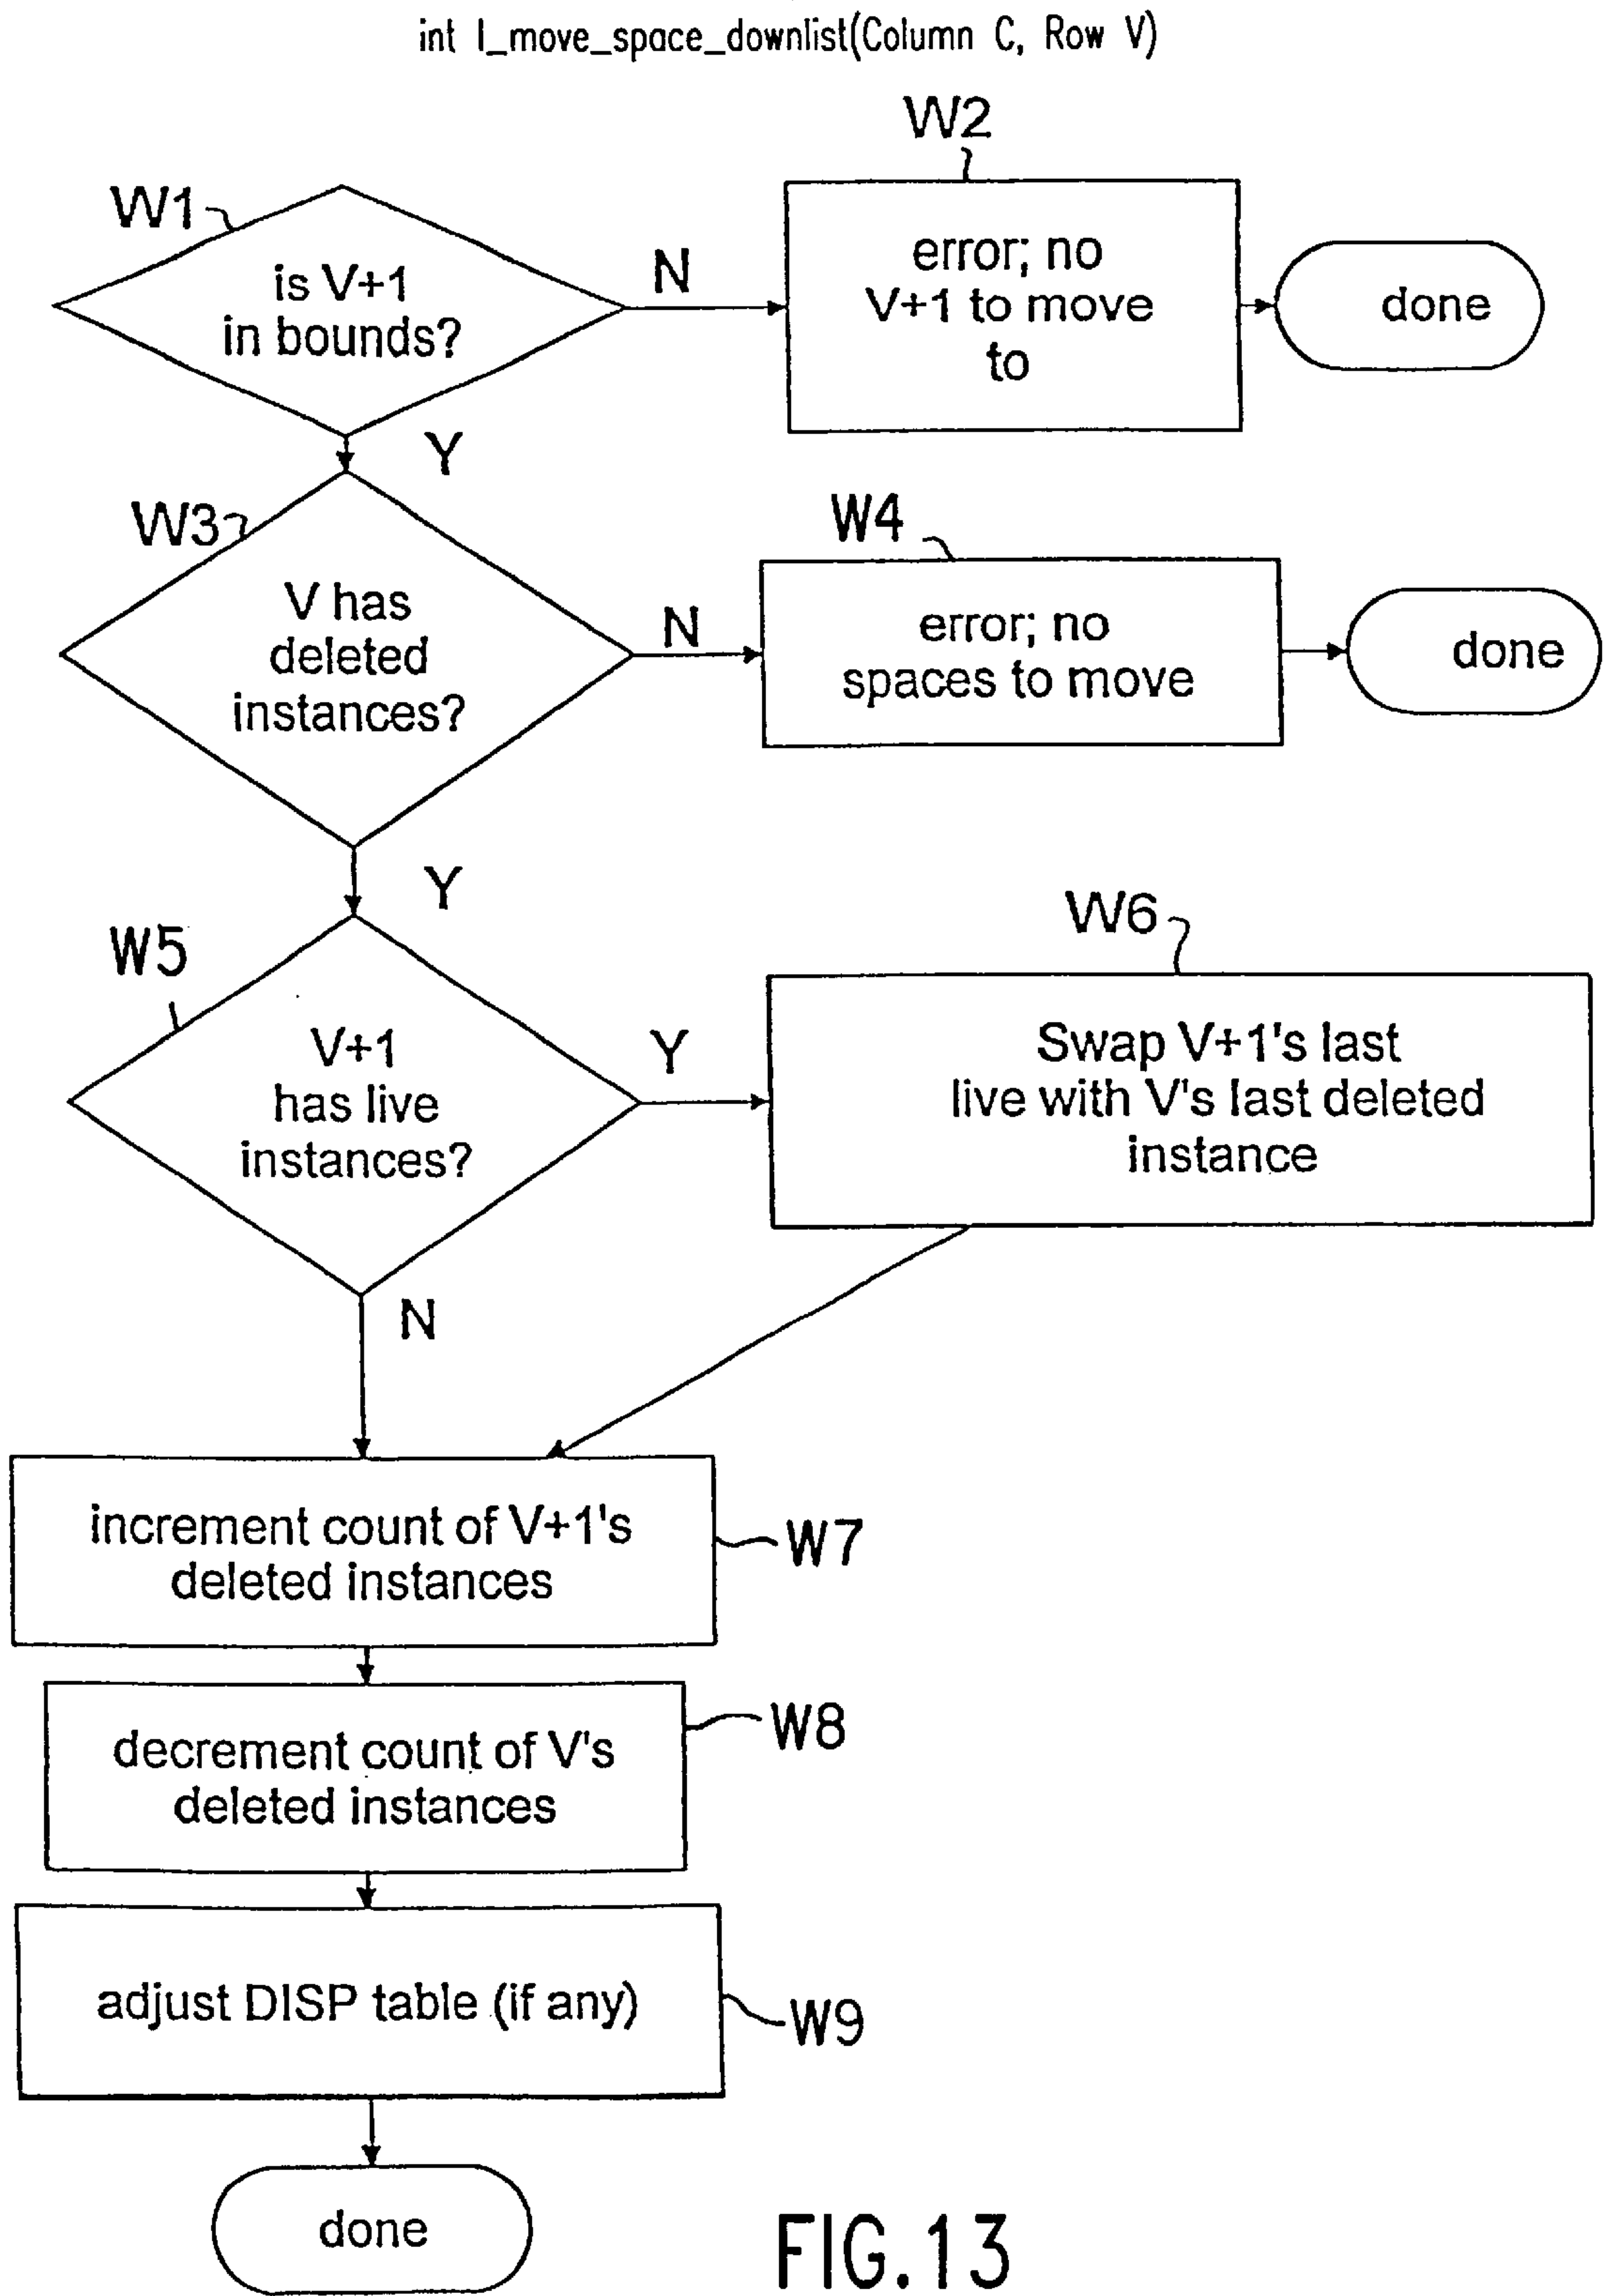 int I_move_space_downlist(Column C, Row V)
W1
is V+1
in bounds?
N
W2
error; no
V+1 to move
to
done
Y
W3
V has
deleted
instances?
N
W4
error; no
spaces to move
done
Y
W5
V+1
has live
instances?
Y
W6
Swap V+1's last
live with V's last deleted
instance
N
increment count of V+1's
deleted instances
W7
decrement count of V's
deleted instances
W8
adjust DISP table (if any)
W9
done
FIG.13